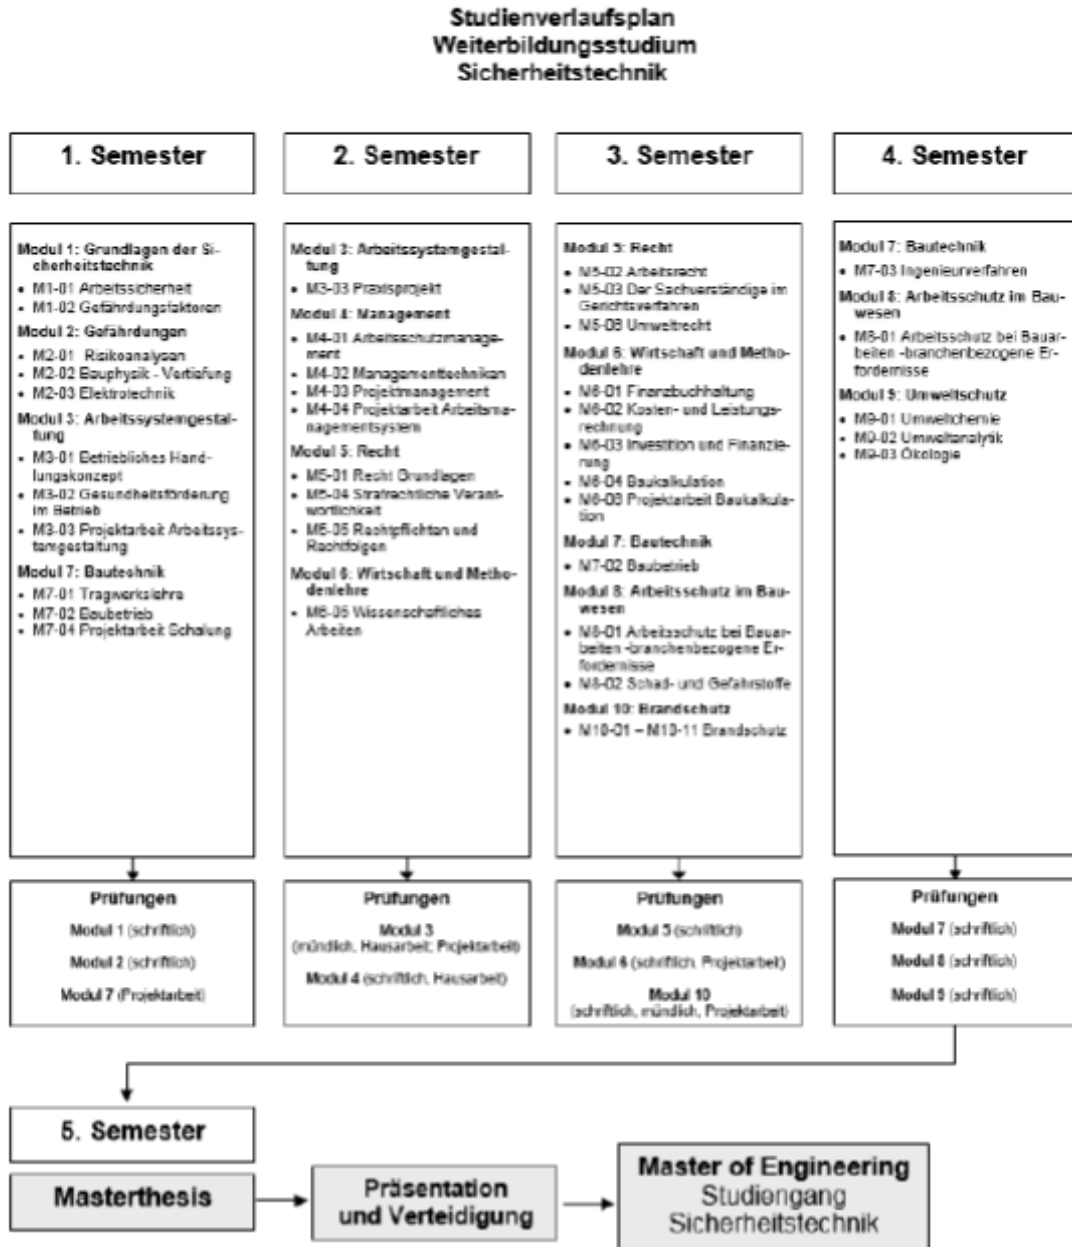 Studienverlaufsplan
Weiterbildungsstudium
Sicherheitstechnik
1. Semester
2. Semester
3. Semester
4. Semester
Modul 1: Grundlagen der Si-
cherheitstechnik
• M1-01 Arbeitssicherheit
• M1-02 Gefährdungsfaktoren
Modul 2: Gefährdungen
• M2-01 Risikoanalysen
• M2-02 Bauphysik - Vertiefung
• M2-03 Elektrotechnik
Modul 3: Arbeitssystemgestal-
tung
• M3-01 Betriebliches Hand-
lungskonzept
• M3-02 Gesundheitsförderung
im Betrieb
• M3-03 Projektarbeit Arbeitssys-
temgestaltung
Modul 7: Bautechnik
• M7-01 Tragwerkslehre
• M7-02 Baubetrieb
• M7-04 Projektarbeit Schalung
Modul 3: Arbeitssystemgestal-
tung
• M3-03 Praxisprojekt
Modul 4: Management
• M4-01 Arbeitsschutzmanage-
ment
• M4-02 Managementtechniken
• M4-03 Projektmanagement
• M4-04 Projektarbeit Arbeitsma-
nagementsystem
Modul 5: Recht
• M5-01 Recht Grundlagen
• M5-04 Strafrechtliche Verant-
wortlichkeit
• M5-05 Rechtpflichten und
Rechtfolgen
Modul 6: Wirtschaft und Metho-
denlehre
• M6-05 Wissenschaftliches
Arbeiten
Modul 5: Recht
• M5-02 Arbeitsrecht
• M5-03 Der Sachverständige im
Gerichtsverfahren
• M5-06 Umweltrecht
Modul 6: Wirtschaft und Metho-
denlehre
• M6-01 Finanzbuchhaltung
• M6-02 Kosten- und Leistungs-
rechnung
• M6-03 Investition und Finanzie-
rung
• M6-04 Baukalkulation
• M6-06 Projektarbeit Baukalkula-
tion
Modul 7: Bautechnik
• M7-02 Baubetrieb
Modul 8: Arbeitsschutz im Bau-
wesen
• M8-01 Arbeitsschutz bei Bauar-
beiten -branchenbezogene Er-
fordernisse
• M8-02 Schad- und Gefahrstoffe
Modul 10: Brandschutz
• M10-01 – M10-11 Brandschutz
Modul 7: Bautechnik
• M7-03 Ingenieurverfahren
Modul 8: Arbeitsschutz im Bau-
wesen
• M8-01 Arbeitsschutz bei Bauar-
beiten -branchenbezogene Er-
fordernisse
Modul 9: Umweltschutz
• M9-01 Umweltchemie
• M9-02 Umweltanalytik
• M9-03 Ökologie
Prüfungen
Modul 1 (schriftlich)
Modul 2 (schriftlich)
Modul 7 (Projektarbeit)
Prüfungen
Modul 3
(mündlich, Hausarbeit, Projektarbeit)
Modul 4 (schriftlich, Hausarbeit)
Prüfungen
Modul 5 (schriftlich)
Modul 6 (schriftlich, Projektarbeit)
Modul 10
(schriftlich, mündlich, Projektarbeit)
Prüfungen
Modul 7 (schriftlich)
Modul 8 (schriftlich)
Modul 9 (schriftlich)
5. Semester
Masterthesis
Präsentation
und Verteidigung
Master of Engineering
Studiengang
Sicherheitstechnik